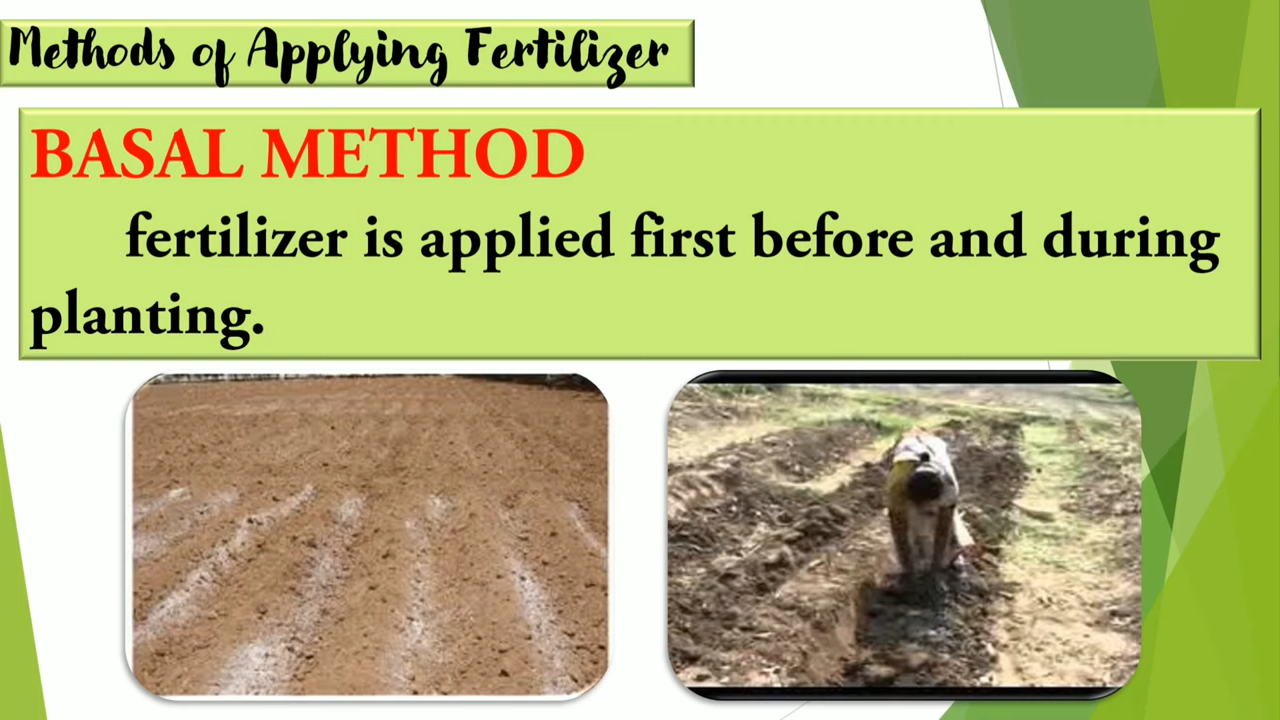 Methods of Applying Fertilizer
BASAL METHOD
fertilizer is applied first before and during
planting.